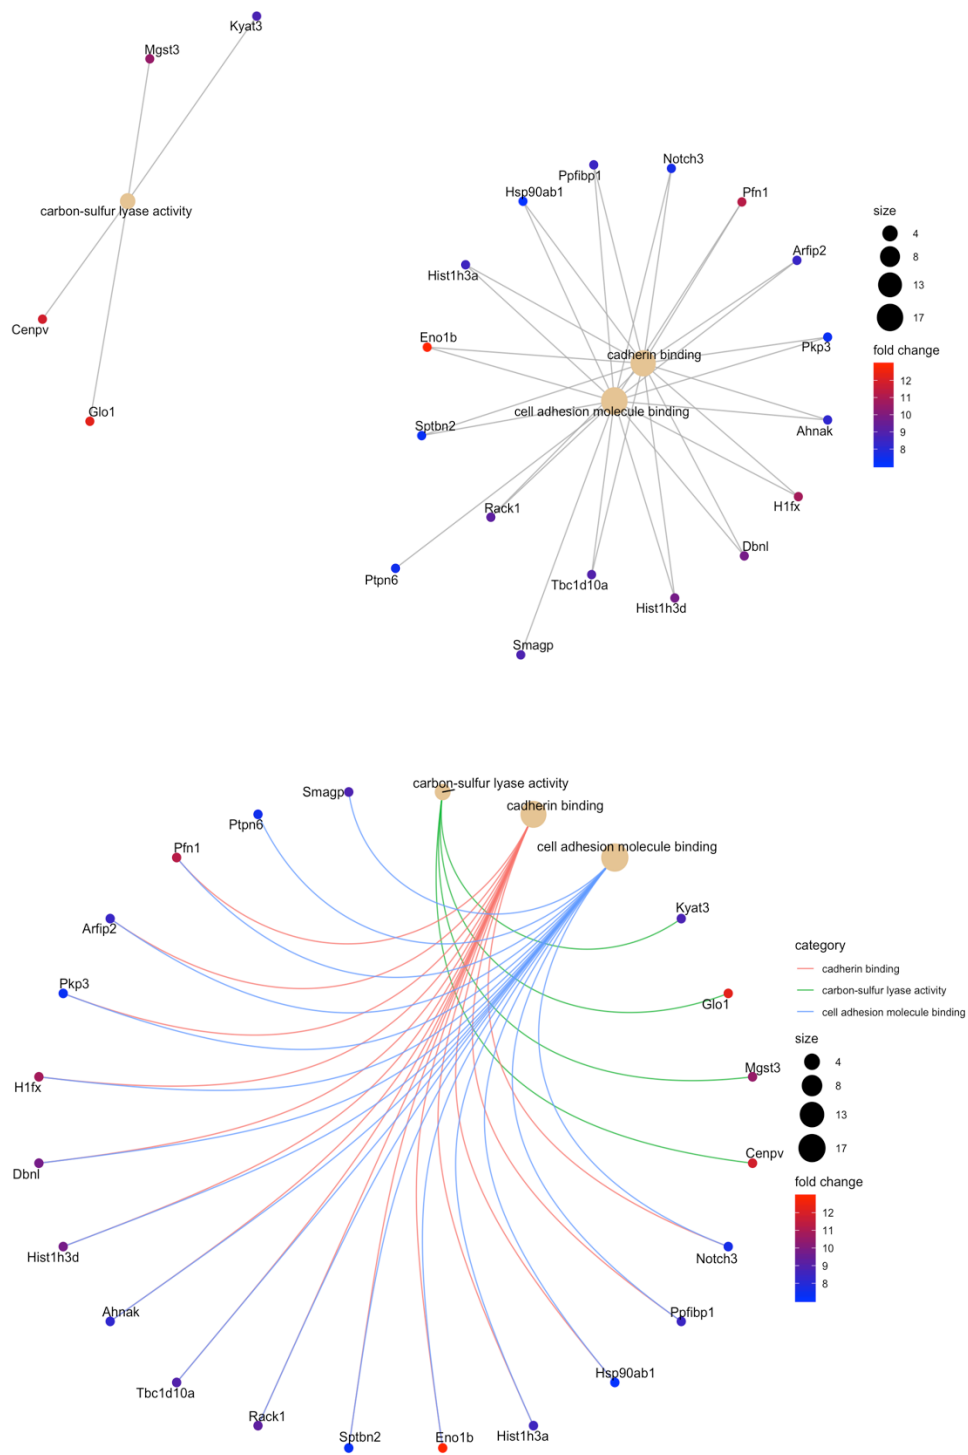 Kyat3
Mgst3
carbon-sulfur lyase activity
Cenpv
Glo1
Notch3
Ppfibp1
Hsp90ab1
Pfn1
Arfip2
Hist1h3a
Eno1b
Pkp3
cadherin binding
cell adhesion molecule binding
Sptbn2
Ahnak
Rack1
H1fx
Dbnl
Ptpn6
Tbc1d10a
Hist1h3d
Smagp
size
4
8
13
17
fold change
12
11
10
9
8
carbon-sulfur lyase activity
Smagp
cadherin binding
Ptpn6
cell adhesion molecule binding
Pfn1
Kyat3
Arfip2
Pkp3
Glo1
H1fx
Mgst3
Dbnl
Cenpv
Hist1h3d
Notch3
Ahnak
Ppfibp1
Tbc1d10a
Hsp90ab1
Rack1
Sptbn2
Eno1b
Hist1h3a
category
cadherin binding
carbon-sulfur lyase activity
cell adhesion molecule binding
size
4
8
13
17
fold change
12
11
10
9
8